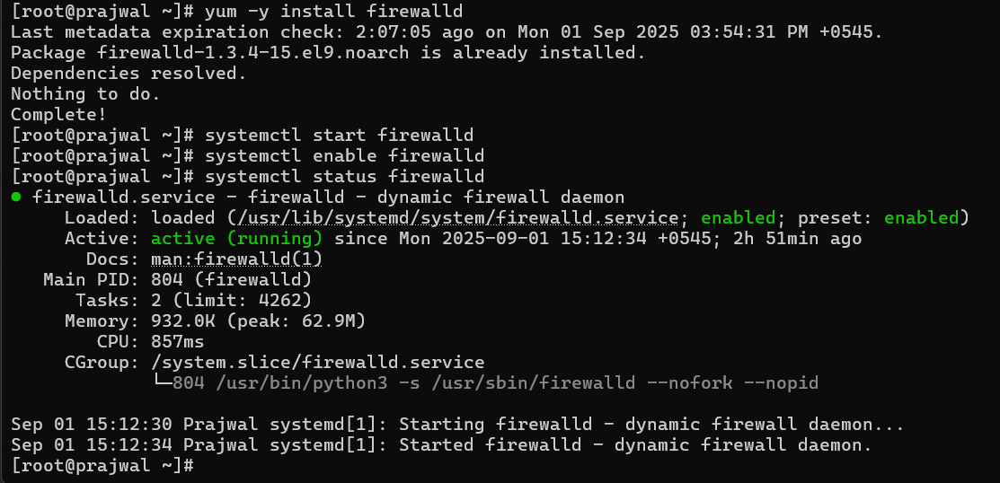 [root@prajwal ~]# yum -y install firewalld
Last metadata expiration check: 2:07:05 ago on Mon 01 Sep 2025 03:54:31 PM +0545.
Package firewalld-1.3.4-15.el9.noarch is already installed.
Dependencies resolved.
Nothing to do.
Complete!
[root@prajwal ~]# systemctl start firewalld
[root@prajwal ~]# systemctl enable firewalld
[root@prajwal ~]# systemctl status firewalld
● firewalld.service - firewalld - dynamic firewall daemon
     Loaded: loaded (/usr/lib/systemd/system/firewalld.service; enabled; preset: enabled)
     Active: active (running) since Mon 2025-09-01 15:12:34 +0545; 2h 51min ago
       Docs: man:firewalld(1)
   Main PID: 804 (firewalld)
      Tasks: 2 (limit: 4262)
     Memory: 932.0K (peak: 62.9M)
        CPU: 857ms
     CGroup: /system.slice/firewalld.service
             └─804 /usr/bin/python3 -s /usr/sbin/firewalld --nofork --nopid

Sep 01 15:12:30 Prajwal systemd[1]: Starting firewalld - dynamic firewall daemon...
Sep 01 15:12:34 Prajwal systemd[1]: Started firewalld - dynamic firewall daemon.
[root@prajwal ~]#